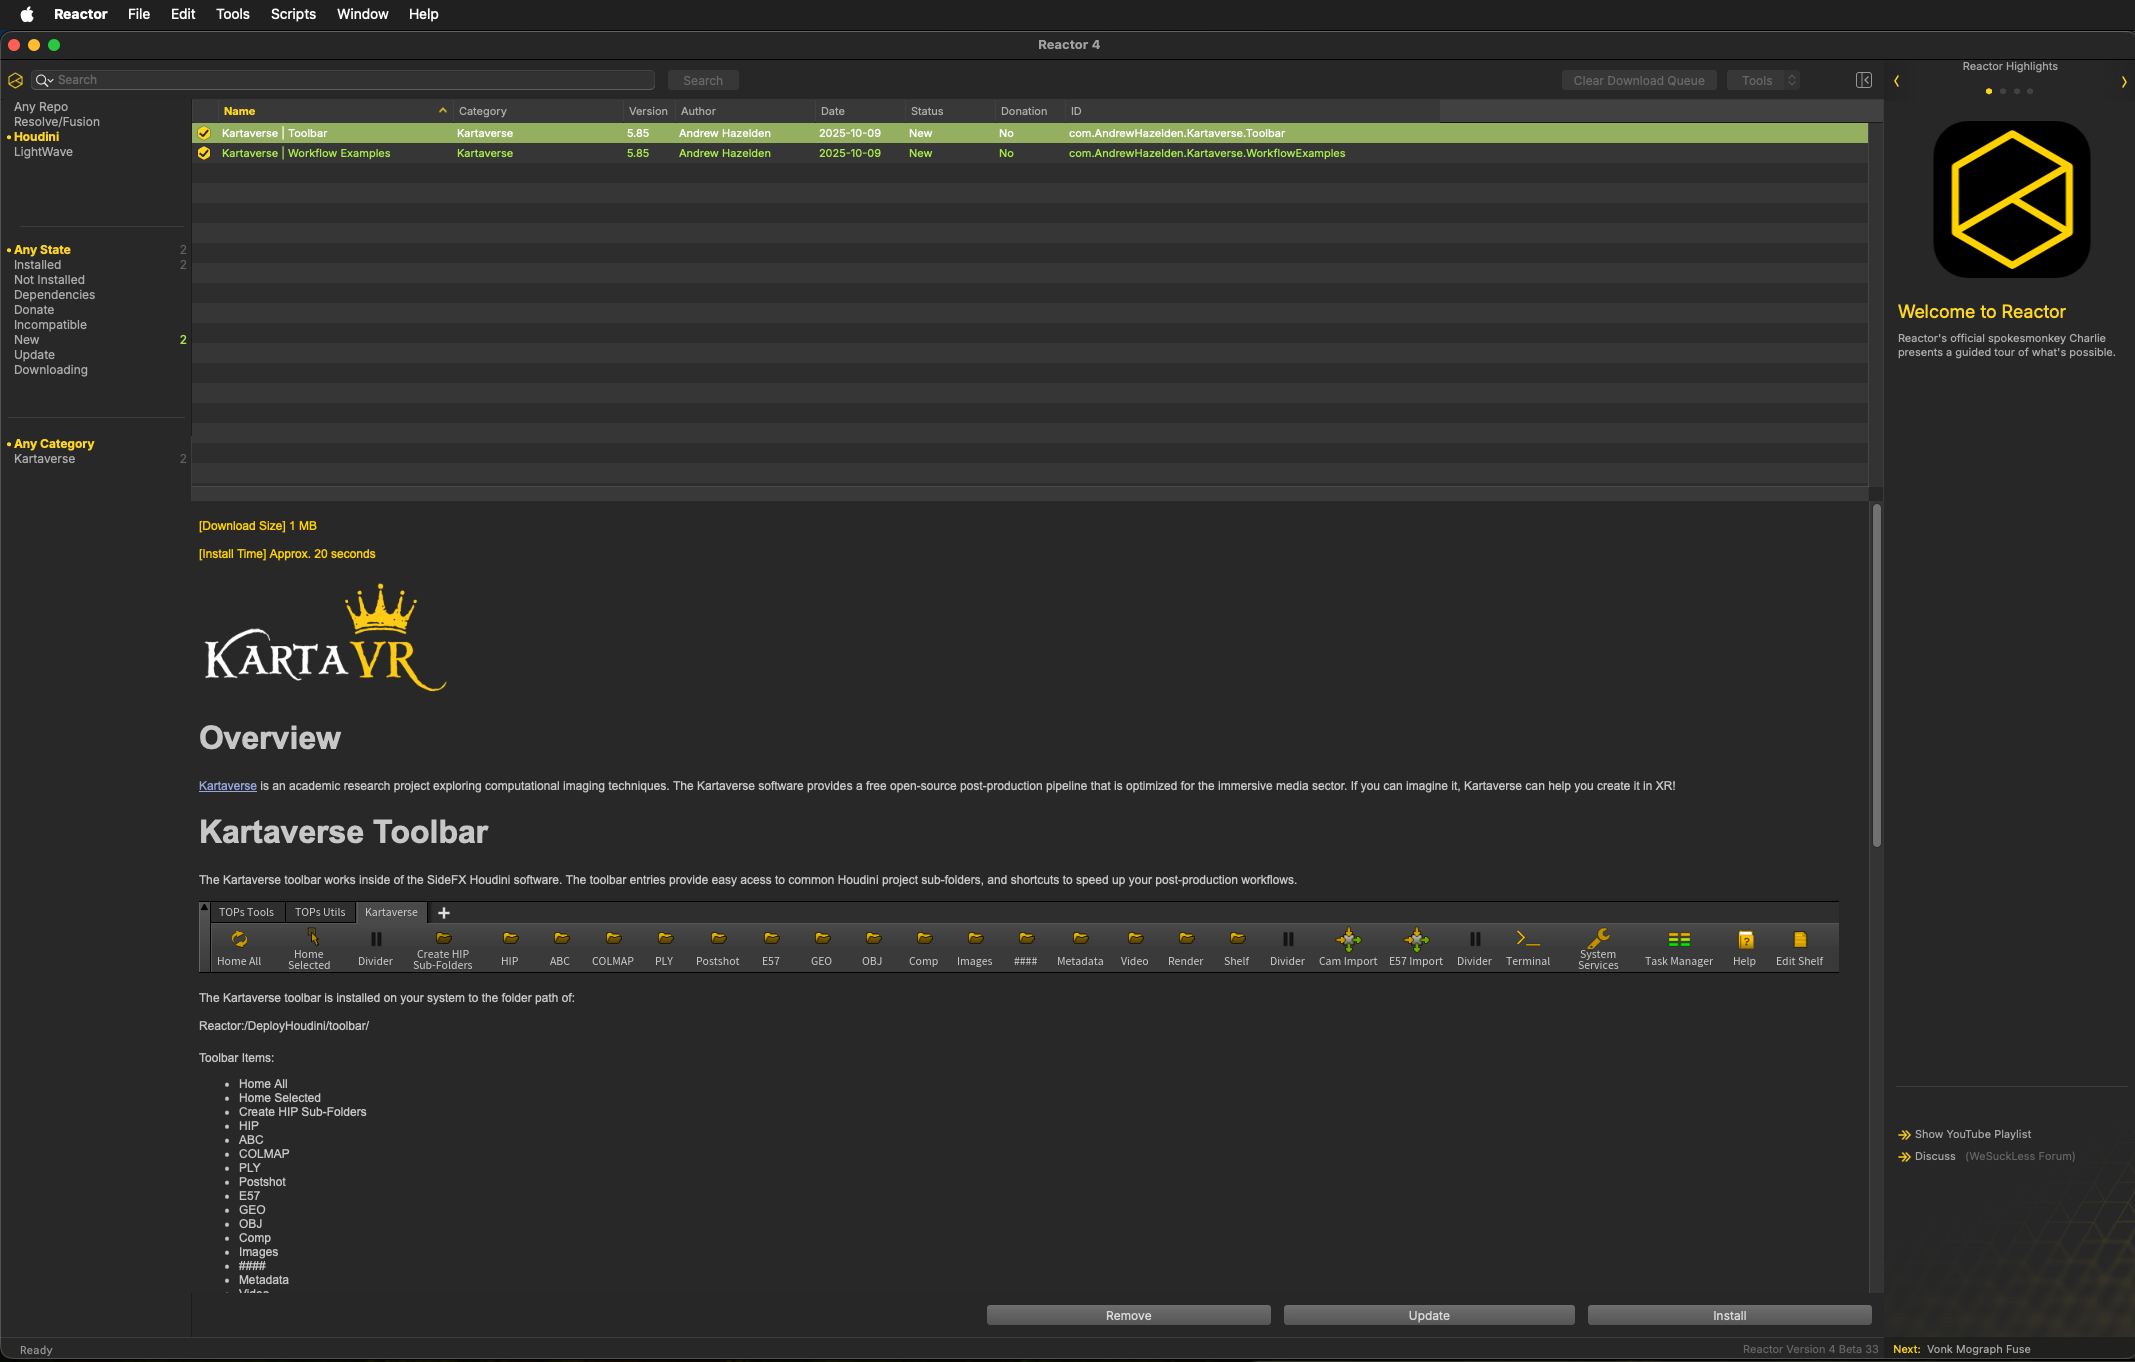 Reactor File Edit Tools Scripts Window Help
Reactor 4
Search
Search
Clear Download Queue
Tools
Any Repo
Resolve/Fusion
Houdini
LightWave
Any State 2
Installed 2
Not Installed
Dependencies
Donate
Incompatible
New 2
Update
Downloading
Any Category
Kartaverse 2
Name Category Version Author Date Status Donation ID
Kartaverse | Toolbar Kartaverse 5.85 Andrew Hazelden 2025-10-09 New No com.AndrewHazelden.Kartaverse.Toolbar
Kartaverse | Workflow Examples Kartaverse 5.85 Andrew Hazelden 2025-10-09 New No com.AndrewHazelden.Kartaverse.WorkflowExamples
[Download Size] 1 MB
[Install Time] Approx. 20 seconds
KARTAVR
Overview
Kartaverse is an academic research project exploring computational imaging techniques. The Kartaverse software provides a free open-source post-production pipeline that is optimized for the immersive media sector. If you can imagine it, Kartaverse can help you create it in XR!
Kartaverse Toolbar
The Kartaverse toolbar works inside of the SideFX Houdini software. The toolbar entries provide easy acess to common Houdini project sub-folders, and shortcuts to speed up your post-production workflows.
TOPs Tools TOPs Utils Kartaverse +
Home All
Home
Selected
Divider
Create HIP
Sub-Folders
HIP
ABC
COLMAP
PLY
Postshot
E57
GEO
OBJ
Comp
Images
####
Metadata
Video
Render
Shelf
Divider
Cam Import
E57 Import
Divider
Terminal
System
Services
Task Manager
Help
Edit Shelf
The Kartaverse toolbar is installed on your system to the folder path of:
Reactor:/DeployHoudini/toolbar/
Toolbar Items:
• Home All
• Home Selected
• Create HIP Sub-Folders
• HIP
• ABC
• COLMAP
• PLY
• Postshot
• E57
• GEO
• OBJ
• Comp
• Images
• ####
• Metadata
• Video
Remove
Update
Install
Reactor Highlights
Welcome to Reactor
Reactor's official spokesmonkey Charlie
presents a guided tour of what's possible.
Show YouTube Playlist
Discuss (WeSuckLess Forum)
Ready
Reactor Version 4 Beta 33
Next: Vonk Mograph Fuse